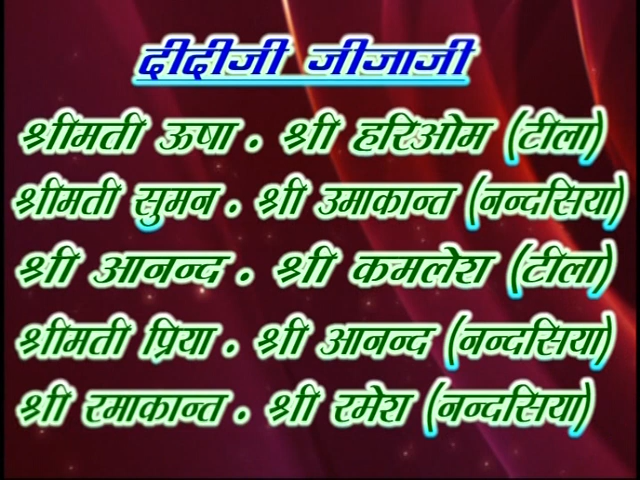 दीदीजी जीजाजी
श्रीमती ऊषा . श्री हरिओम (टीला)
श्रीमती सुमन . श्री उमाकान्त (नन्दसिया)
श्री आनन्द . श्री कमलेश (टीला)
श्रीमती प्रिया . श्री आनन्द (नन्दसिया)
श्री रमाकान्त . श्री रमेश (नन्दसिया)